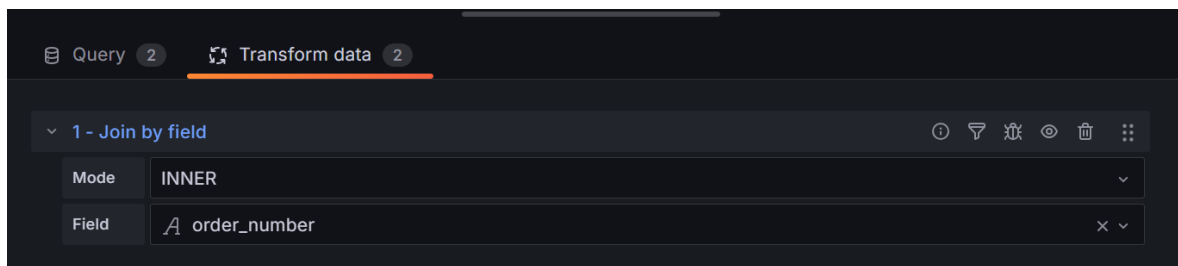 Query 2 Transform data 2
1 - Join by field
Mode INNER
Field order_number